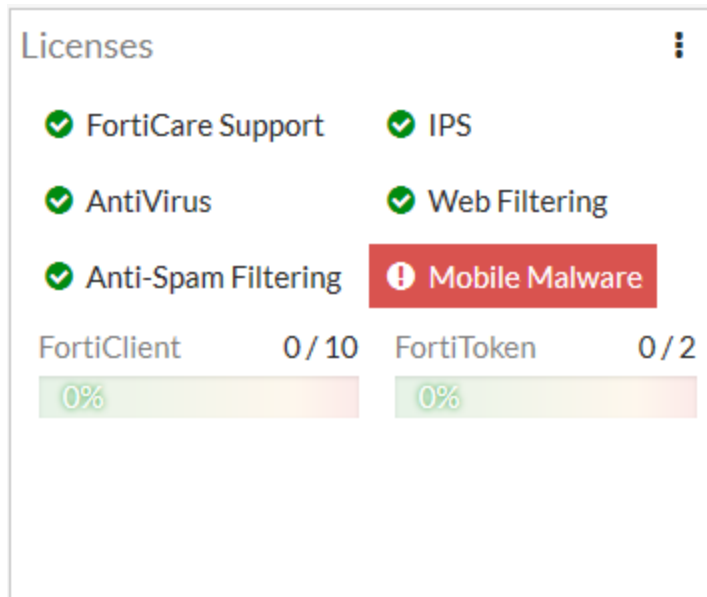 Licenses
FortiCare Support IPS
AntiVirus Web Filtering
Anti-Spam Filtering Mobile Malware
FortiClient 0 / 10 FortiToken 0 / 2
0% 0%